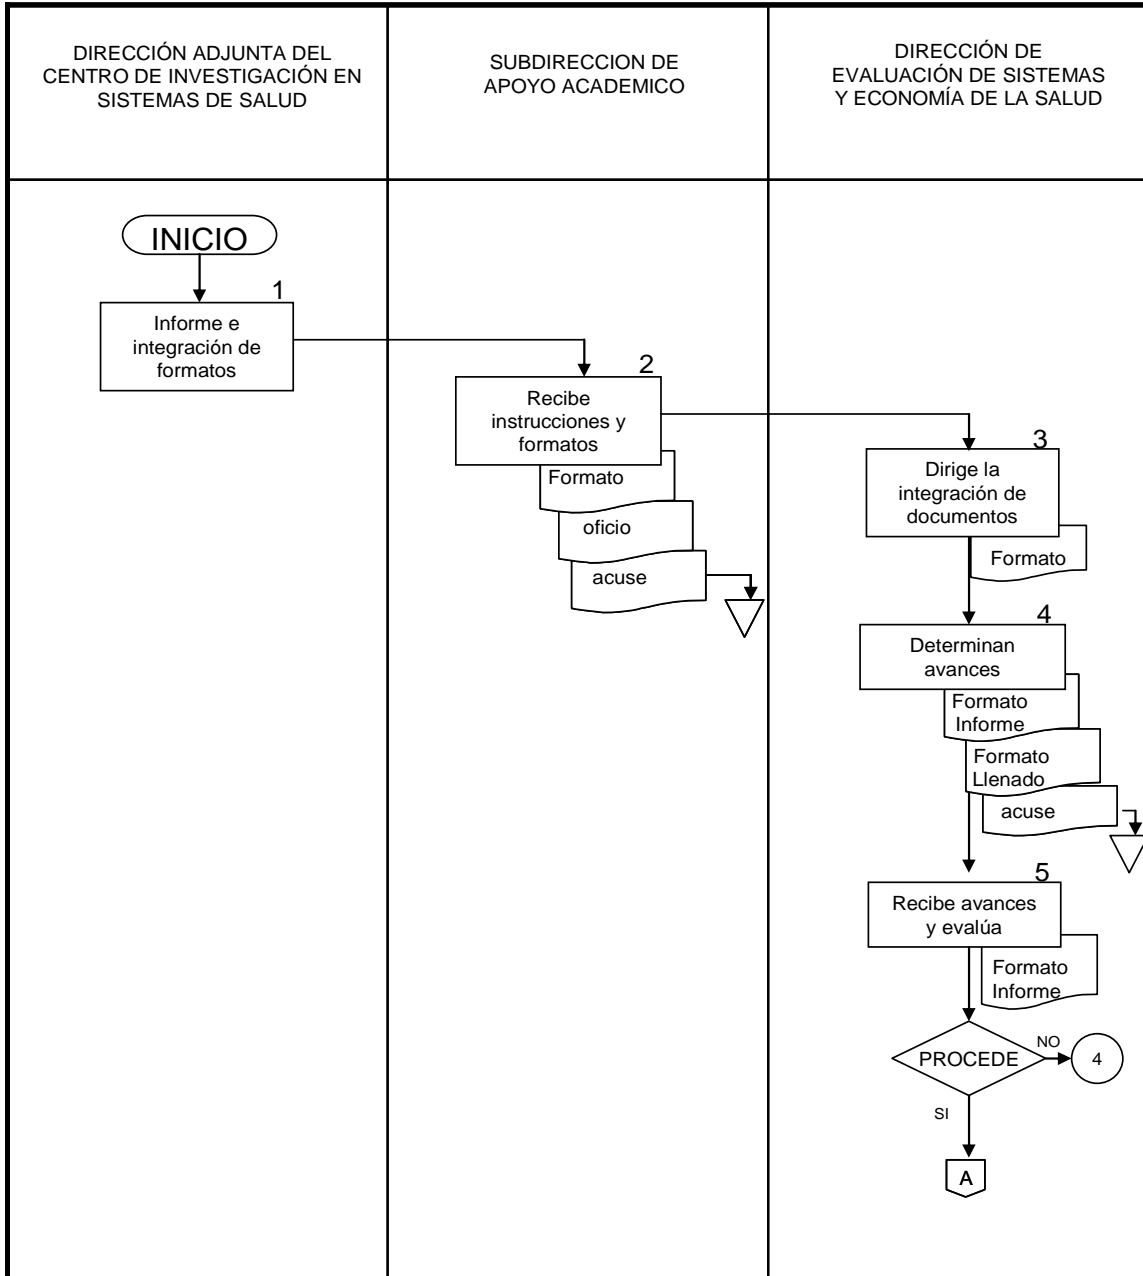 DIRECCIÓN ADJUNTA DEL
CENTRO DE INVESTIGACIÓN EN
SISTEMAS DE SALUD
SUBDIRECCION DE
APOYO ACADEMICO
DIRECCIÓN DE
EVALUACIÓN DE SISTEMAS
Y ECONOMÍA DE LA SALUD
INICIO
1
Informe e
integración de
formatos
2
Recibe
instrucciones y
formatos
Formato
oficio
acuse
3
Dirige la
integración de
documentos
Formato
4
Determinan
avances
Formato
Informe
Formato
Llenado
acuse
5
Recibe avances
y evalúa
Formato
Informe
PROCEDE
NO
4
SI
A